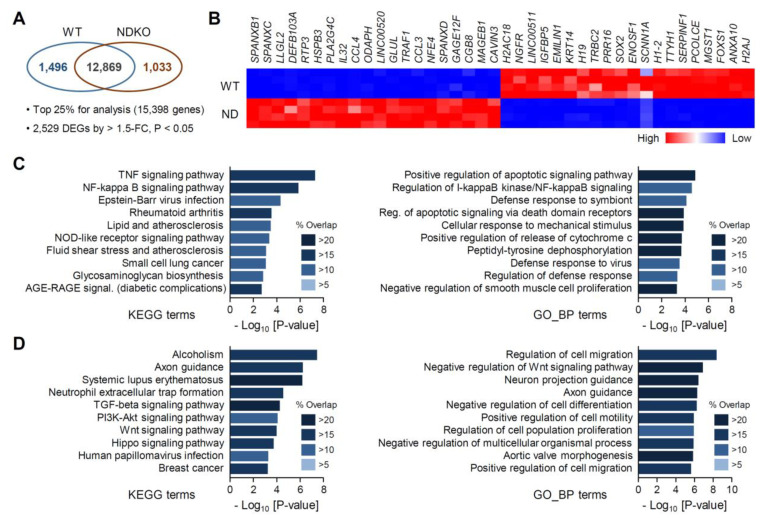 A
WT
NDKO
1,496
12,869
1,033
• Top 25% for analysis (15,398 genes)
• 2,529 DEGs by > 1.5-FC, P < 0.05
B
SPANXB1
SPANXC
LLGL2
DEFB103A
RTP3
HSPB3
PLA2G4C
IL32
CCL4
ODAPH
LINC00520
GLUL
TRAF1
CCL3
NFE4
SPANXD
GAGE12F
CGB8
MAGEB1
CAVIN3
H2AC18
NGFR
LINC00511
IGFBP5
EMILIN1
KRT14
H19
TRBC2
PRR16
SOX2
ENOSF1
SCNN1A
H1-2
TTYH1
SERPINF1
PCOLCE
MGST1
FOXS1
ANXA10
H2AJ
WT
ND
High
Low
C
TNF signaling pathway
NF-kappa B signaling pathway
Epstein-Barr virus infection
Rheumatoid arthritis
Lipid and atherosclerosis
NOD-like receptor signaling pathway
Fluid shear stress and atherosclerosis
Small cell lung cancer
Glycosaminoglycan biosynthesis
AGE-RAGE signal. (diabetic complications)
% Overlap
>20
>15
>10
>5
0 2 4 6 8
KEGG terms
- Log10 [P-value]
Positive regulation of apoptotic signaling pathway
Regulation of I-kappaB kinase/NF-kappaB signaling
Defense response to symbiont
Reg. of apoptotic signaling via death domain receptors
Cellular response to mechanical stimulus
Positive regulation of release of cytochrome c
Peptidyl-tyrosine dephosphorylation
Defense response to virus
Regulation of defense response
Negative regulation of smooth muscle cell proliferation
% Overlap
>20
>15
>10
>5
0 2 4 6 8
GO_BP terms
- Log10 [P-value]
D
Alcoholism
Axon guidance
Systemic lupus erythematosus
Neutrophil extracellular trap formation
TGF-beta signaling pathway
PI3K-Akt signaling pathway
Wnt signaling pathway
Hippo signaling pathway
Human papillomavirus infection
Breast cancer
% Overlap
>20
>15
>10
>5
0 2 4 6 8
KEGG terms
- Log10 [P-value]
Regulation of cell migration
Negative regulation of Wnt signaling pathway
Neuron projection guidance
Axon guidance
Negative regulation of cell differentiation
Positive regulation of cell motility
Regulation of cell population proliferation
Negative regulation of multicellular organismal process
Aortic valve morphogenesis
Positive regulation of cell migration
% Overlap
>20
>15
>10
>5
0 2 4 6 8 10
GO_BP terms
- Log10 [P-value]